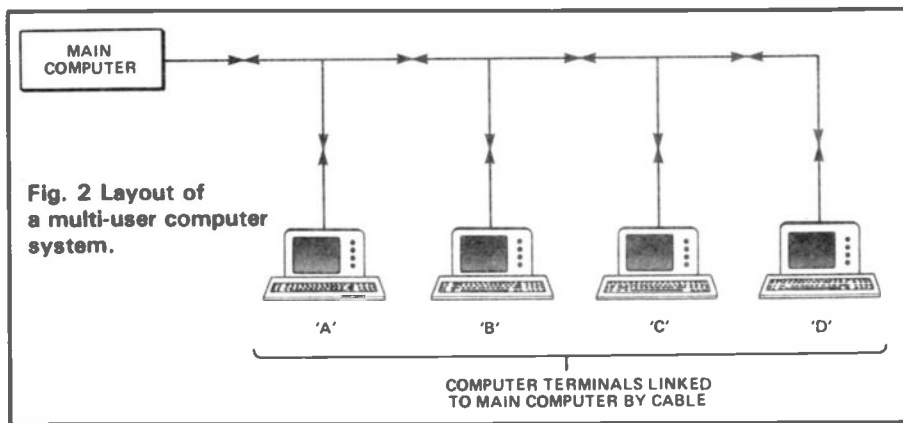 MAIN
COMPUTER
Fig. 2 Layout of
a multi-user computer
system.
'A' 'B' 'C' 'D'
COMPUTER TERMINALS LINKED
TO MAIN COMPUTER BY CABLE